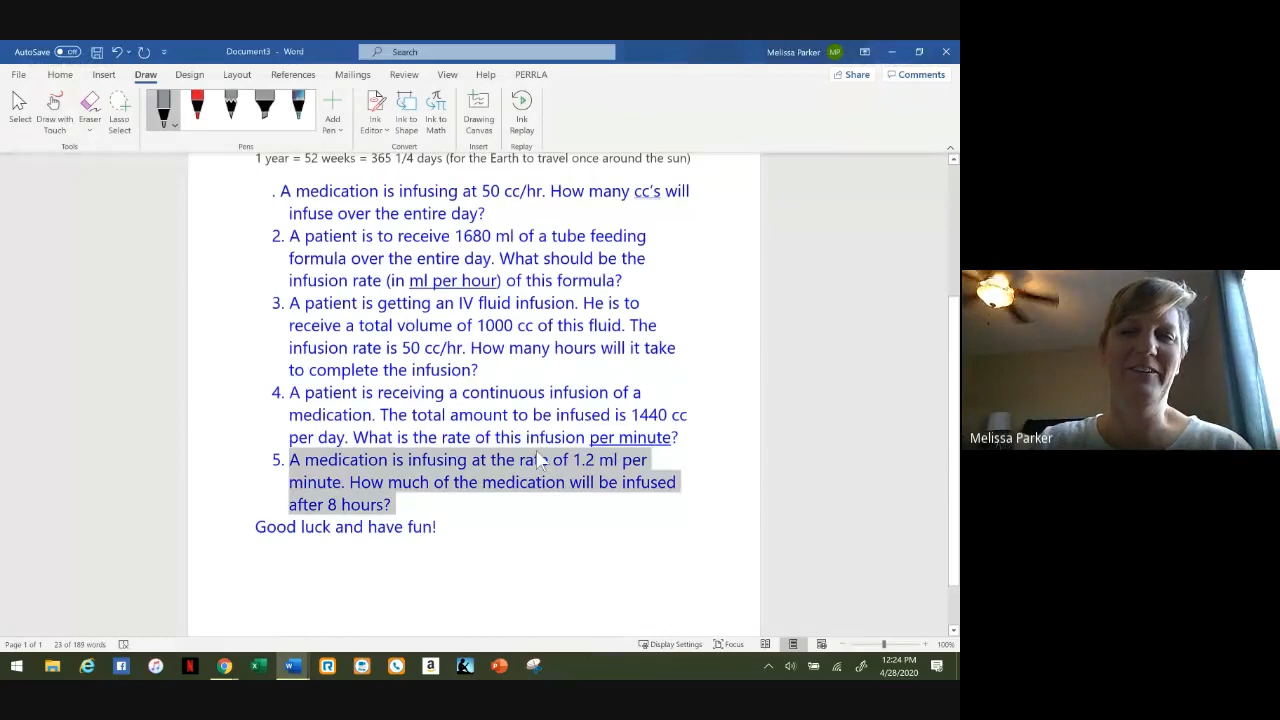 AutoSave Off
Document3 - Word
Search
Melissa Parker MP
File Home Insert Draw Design Layout References Mailings Review View Help PERRLA Share Comments
Select
Draw with Touch
Eraser
Lasso Select
Add Pen
Ink Editor
Ink to Shape
Ink to Math
Drawing Canvas
Ink Replay
Tools Pens Convert Insert Replay
1 year = 52 weeks = 365 1/4 days (for the Earth to travel once around the sun)
. A medication is infusing at 50 cc/hr. How many cc's will
infuse over the entire day?
2. A patient is to receive 1680 ml of a tube feeding
formula over the entire day. What should be the
infusion rate (in ml per hour) of this formula?
3. A patient is getting an IV fluid infusion. He is to
receive a total volume of 1000 cc of this fluid. The
infusion rate is 50 cc/hr. How many hours will it take
to complete the infusion?
4. A patient is receiving a continuous infusion of a
medication. The total amount to be infused is 1440 cc
per day. What is the rate of this infusion per minute?
5. A medication is infusing at the rate of 1.2 ml per
minute. How much of the medication will be infused
after 8 hours?
Good luck and have fun!
Melissa Parker
Page 1 of 1 23 of 189 words Display Settings Focus 100%
12:24 PM
4/28/2020